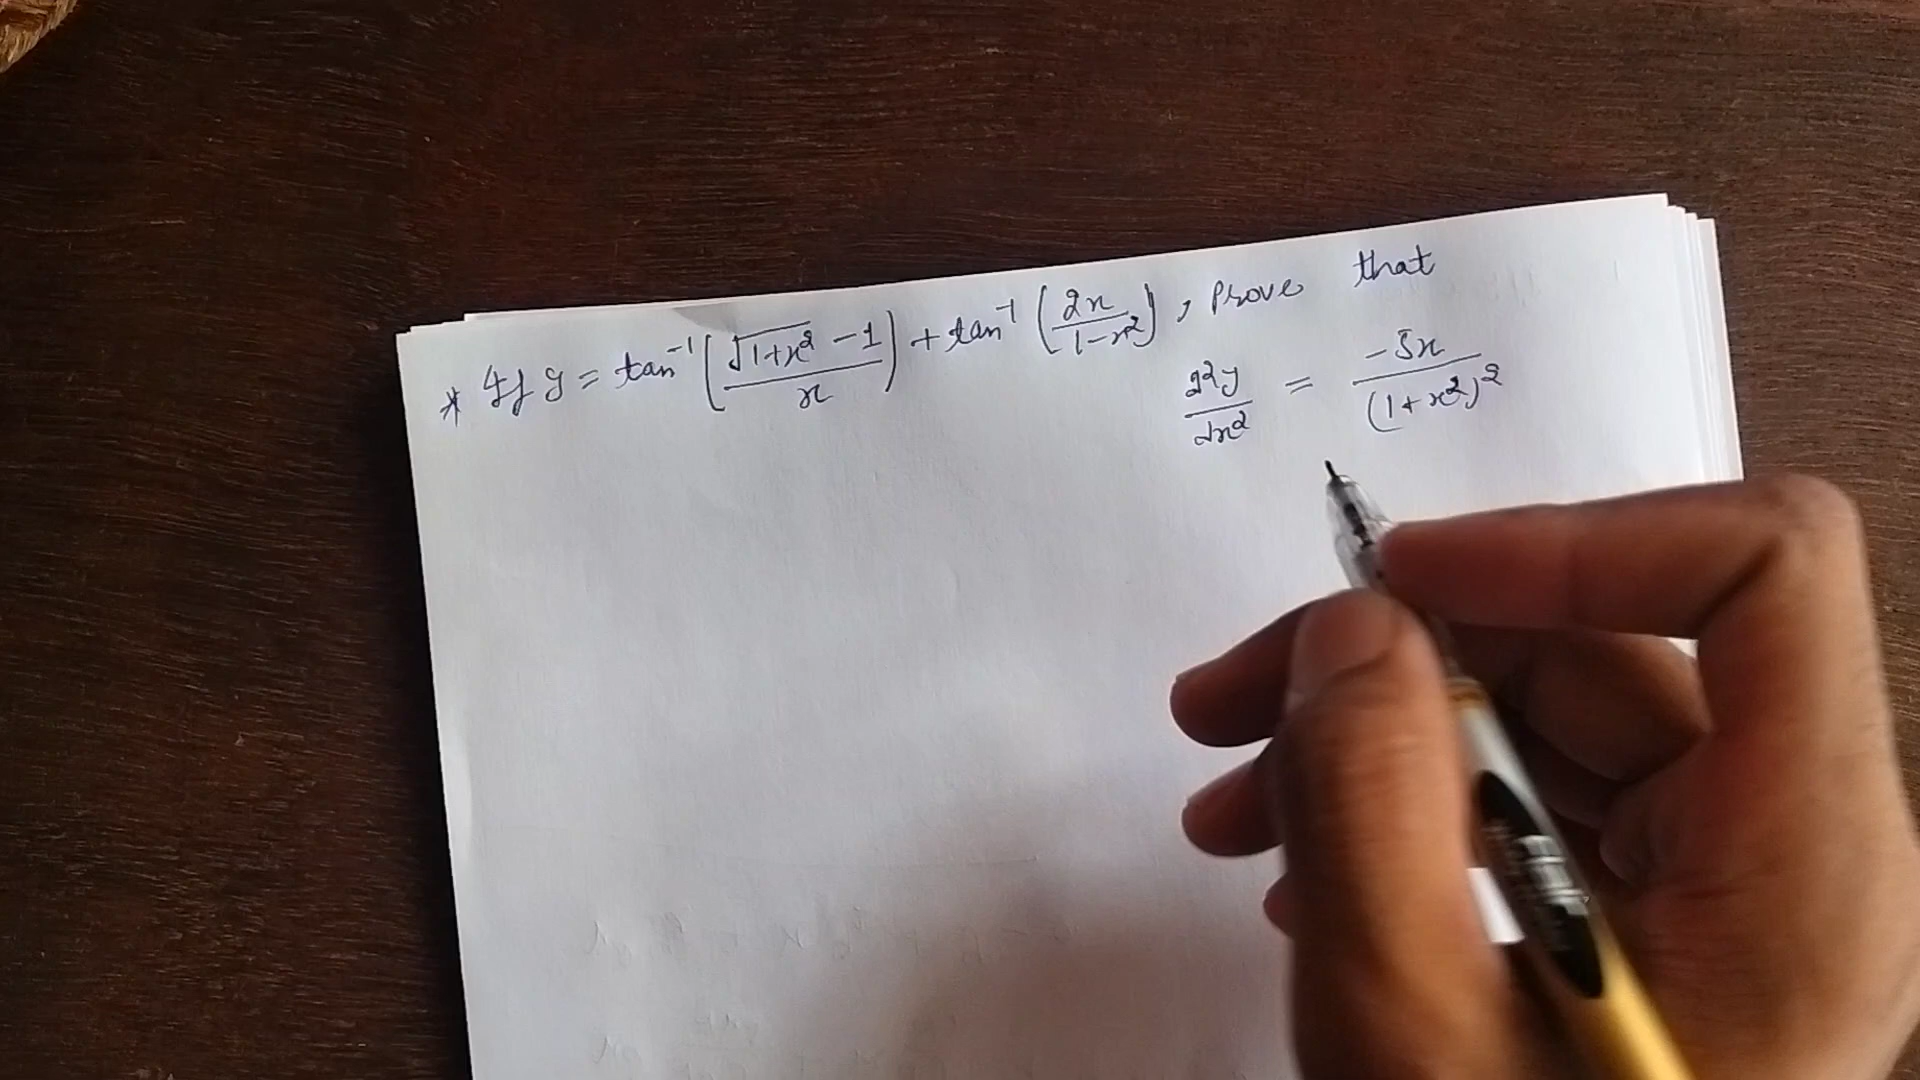 * If y = tan⁻¹(√(1+x²) − 1 / x) + tan⁻¹(2x / 1−x²), Prove that
d²y/dx² = −5x / (1+x²)²